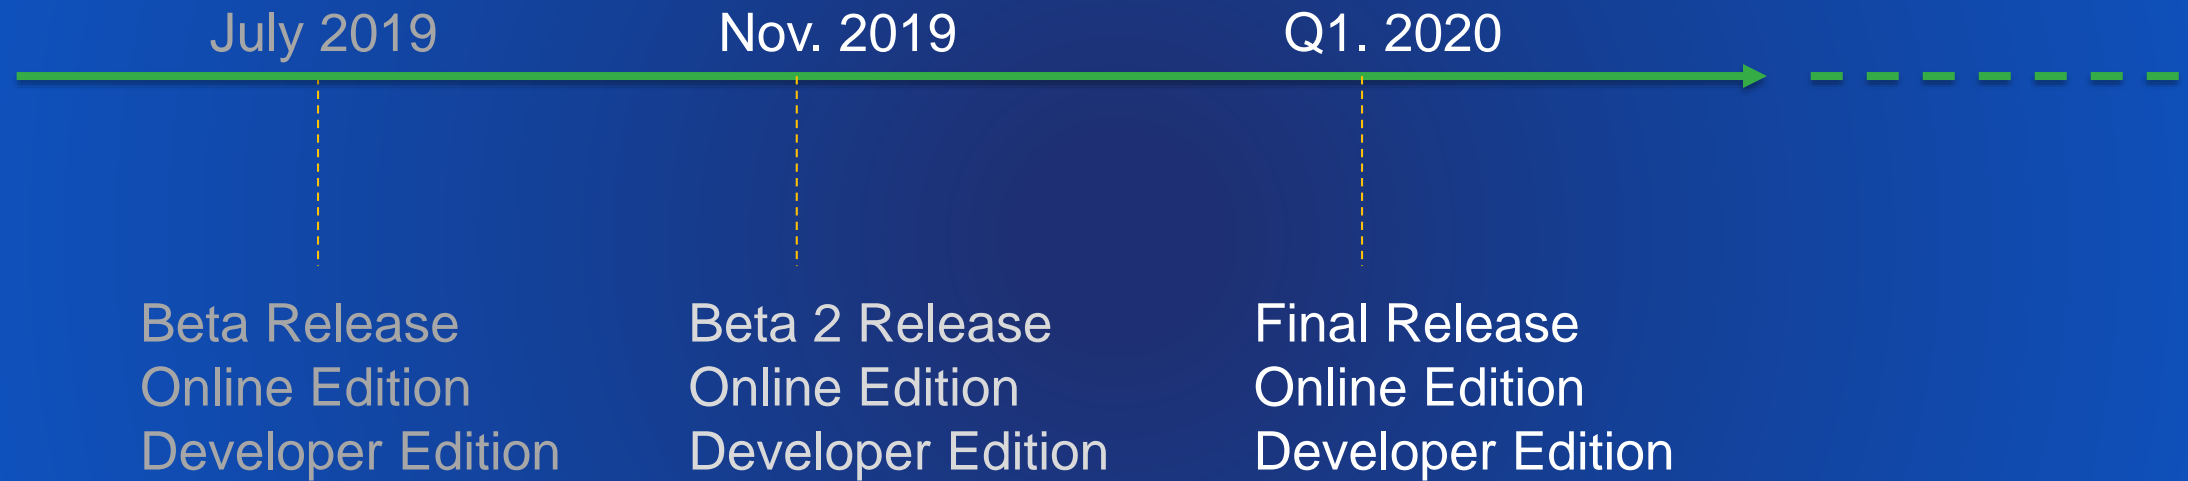 July 2019
Nov. 2019
Q1. 2020
Beta Release
Online Edition
Developer Edition
Beta 2 Release
Online Edition
Developer Edition
Final Release
Online Edition
Developer Edition